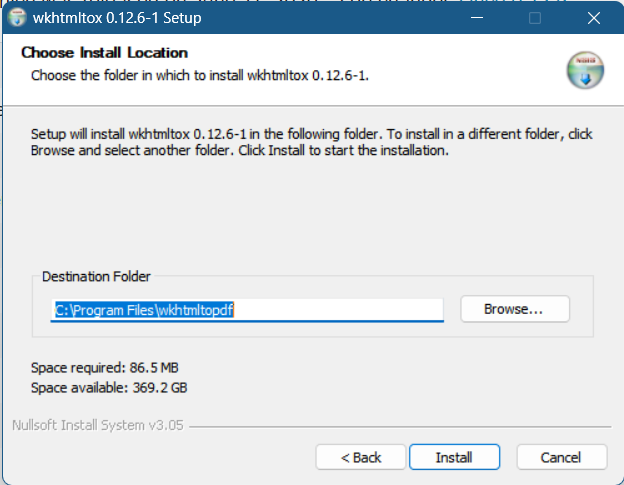 wkhtmltox 0.12.6-1 Setup
Choose Install Location
Choose the folder in which to install wkhtmltox 0.12.6-1.
Setup will install wkhtmltox 0.12.6-1 in the following folder. To install in a different folder, click
Browse and select another folder. Click Install to start the installation.
Destination Folder
C:\Program Files\wkhtmltopdf
Browse...
Space required: 86.5 MB
Space available: 369.2 GB
Nullsoft Install System v3.05
< Back
Install
Cancel